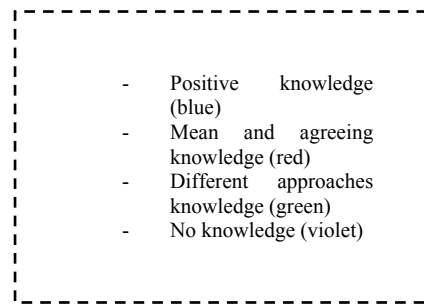 - Positive knowledge
(blue)
- Mean and agreeing
knowledge (red)
- Different approaches
knowledge (green)
- No knowledge (violet)